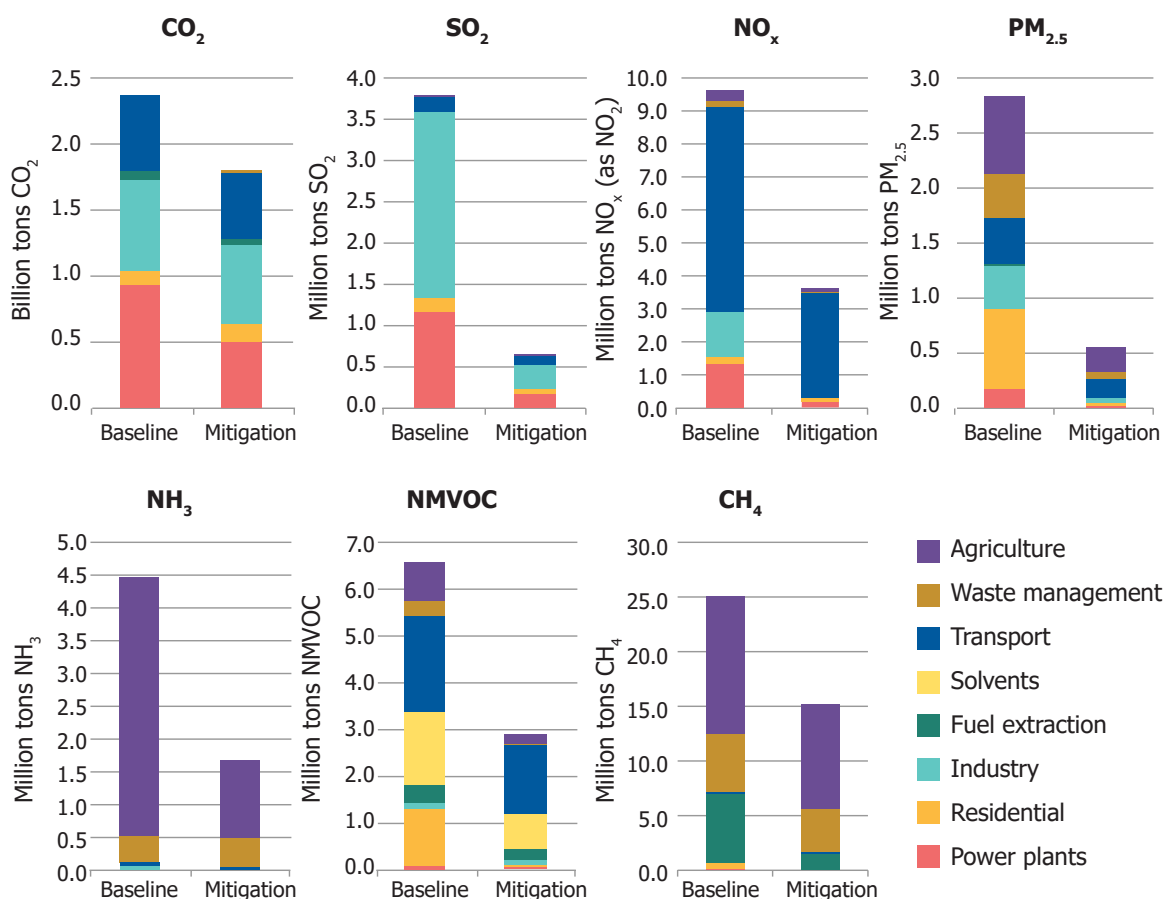 CO₂
Billion tons CO₂
2.5
2.0
1.5
1.0
0.5
0.0
Baseline Mitigation
SO₂
Million tons SO₂
4.0
3.5
3.0
2.5
2.0
1.5
1.0
0.5
0.0
Baseline Mitigation
NOₓ
Million tons NOₓ (as NO₂)
10.0
9.0
8.0
7.0
6.0
5.0
4.0
3.0
2.0
1.0
0.0
Baseline Mitigation
PM₂.₅
Million tons PM₂.₅
3.0
2.5
2.0
1.5
1.0
0.5
0.0
Baseline Mitigation
NH₃
Million tons NH₃
5.0
4.5
4.0
3.5
3.0
2.5
2.0
1.5
1.0
0.5
0.0
Baseline Mitigation
NMVOC
Million tons NMVOC
7.0
6.0
5.0
4.0
3.0
2.0
1.0
0.0
Baseline Mitigation
CH₄
Million tons CH₄
30.0
25.0
20.0
15.0
10.0
5.0
0.0
Baseline Mitigation
Agriculture
Waste management
Transport
Solvents
Fuel extraction
Industry
Residential
Power plants